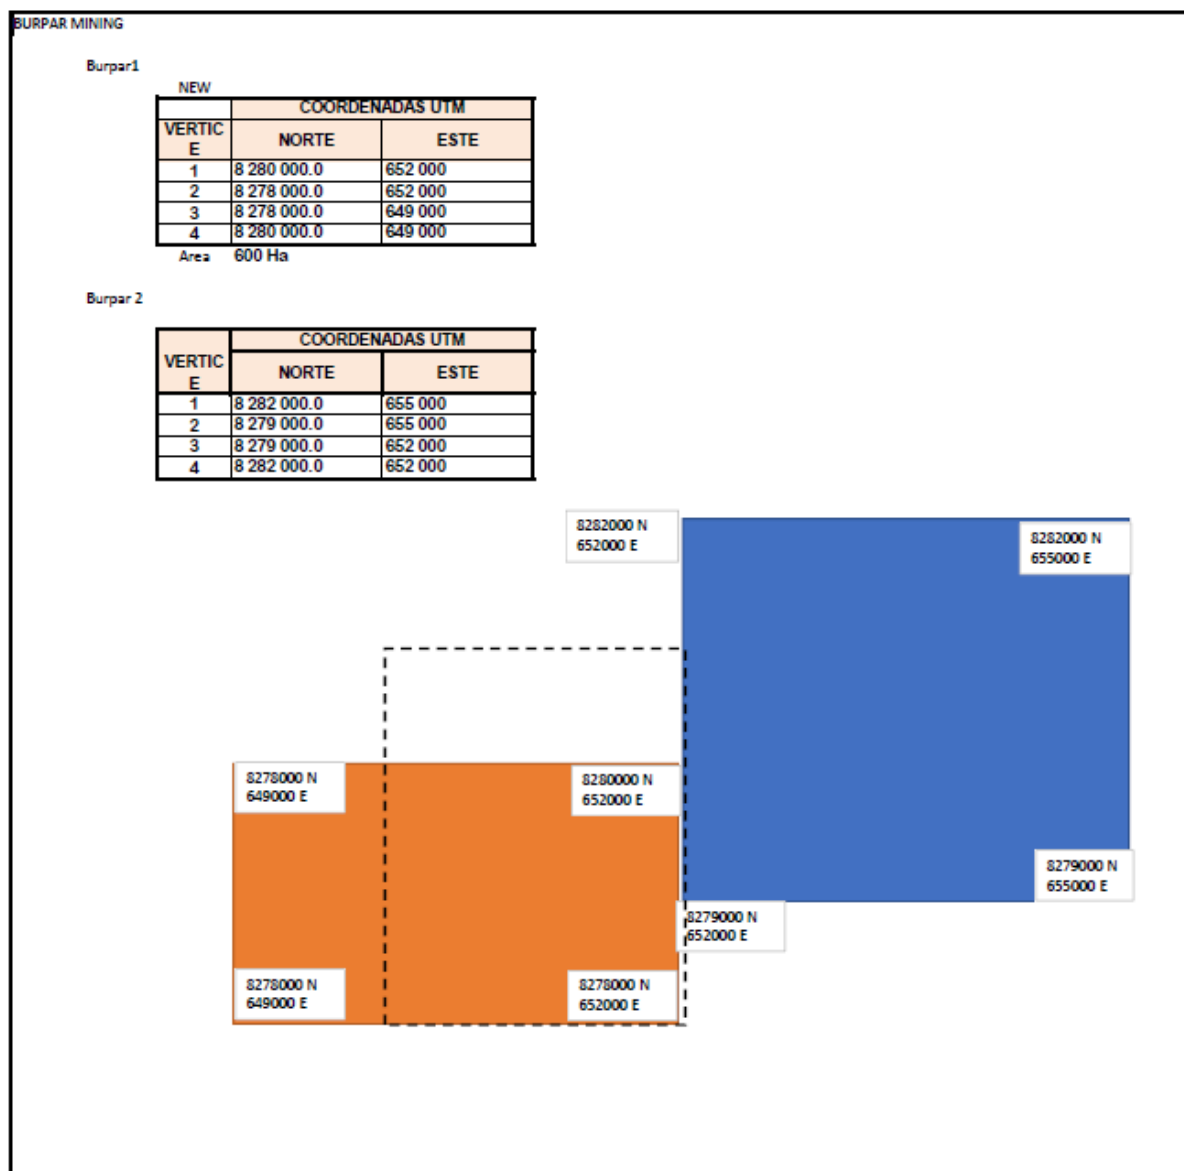 BURPAR MINING
Burpar1
NEW
COORDENADAS UTM
VERTIC
E
NORTE
ESTE
1 8 280 000.0 652 000
2 8 278 000.0 652 000
3 8 278 000.0 649 000
4 8 280 000.0 649 000
Area 600 Ha
Burpar 2
COORDENADAS UTM
VERTIC
E
NORTE
ESTE
1 8 282 000.0 655 000
2 8 279 000.0 655 000
3 8 279 000.0 652 000
4 8 282 000.0 652 000
8282000 N
652000 E
8282000 N
655000 E
8278000 N
649000 E
8280000 N
652000 E
8279000 N
655000 E
8279000 N
652000 E
8278000 N
649000 E
8278000 N
652000 E